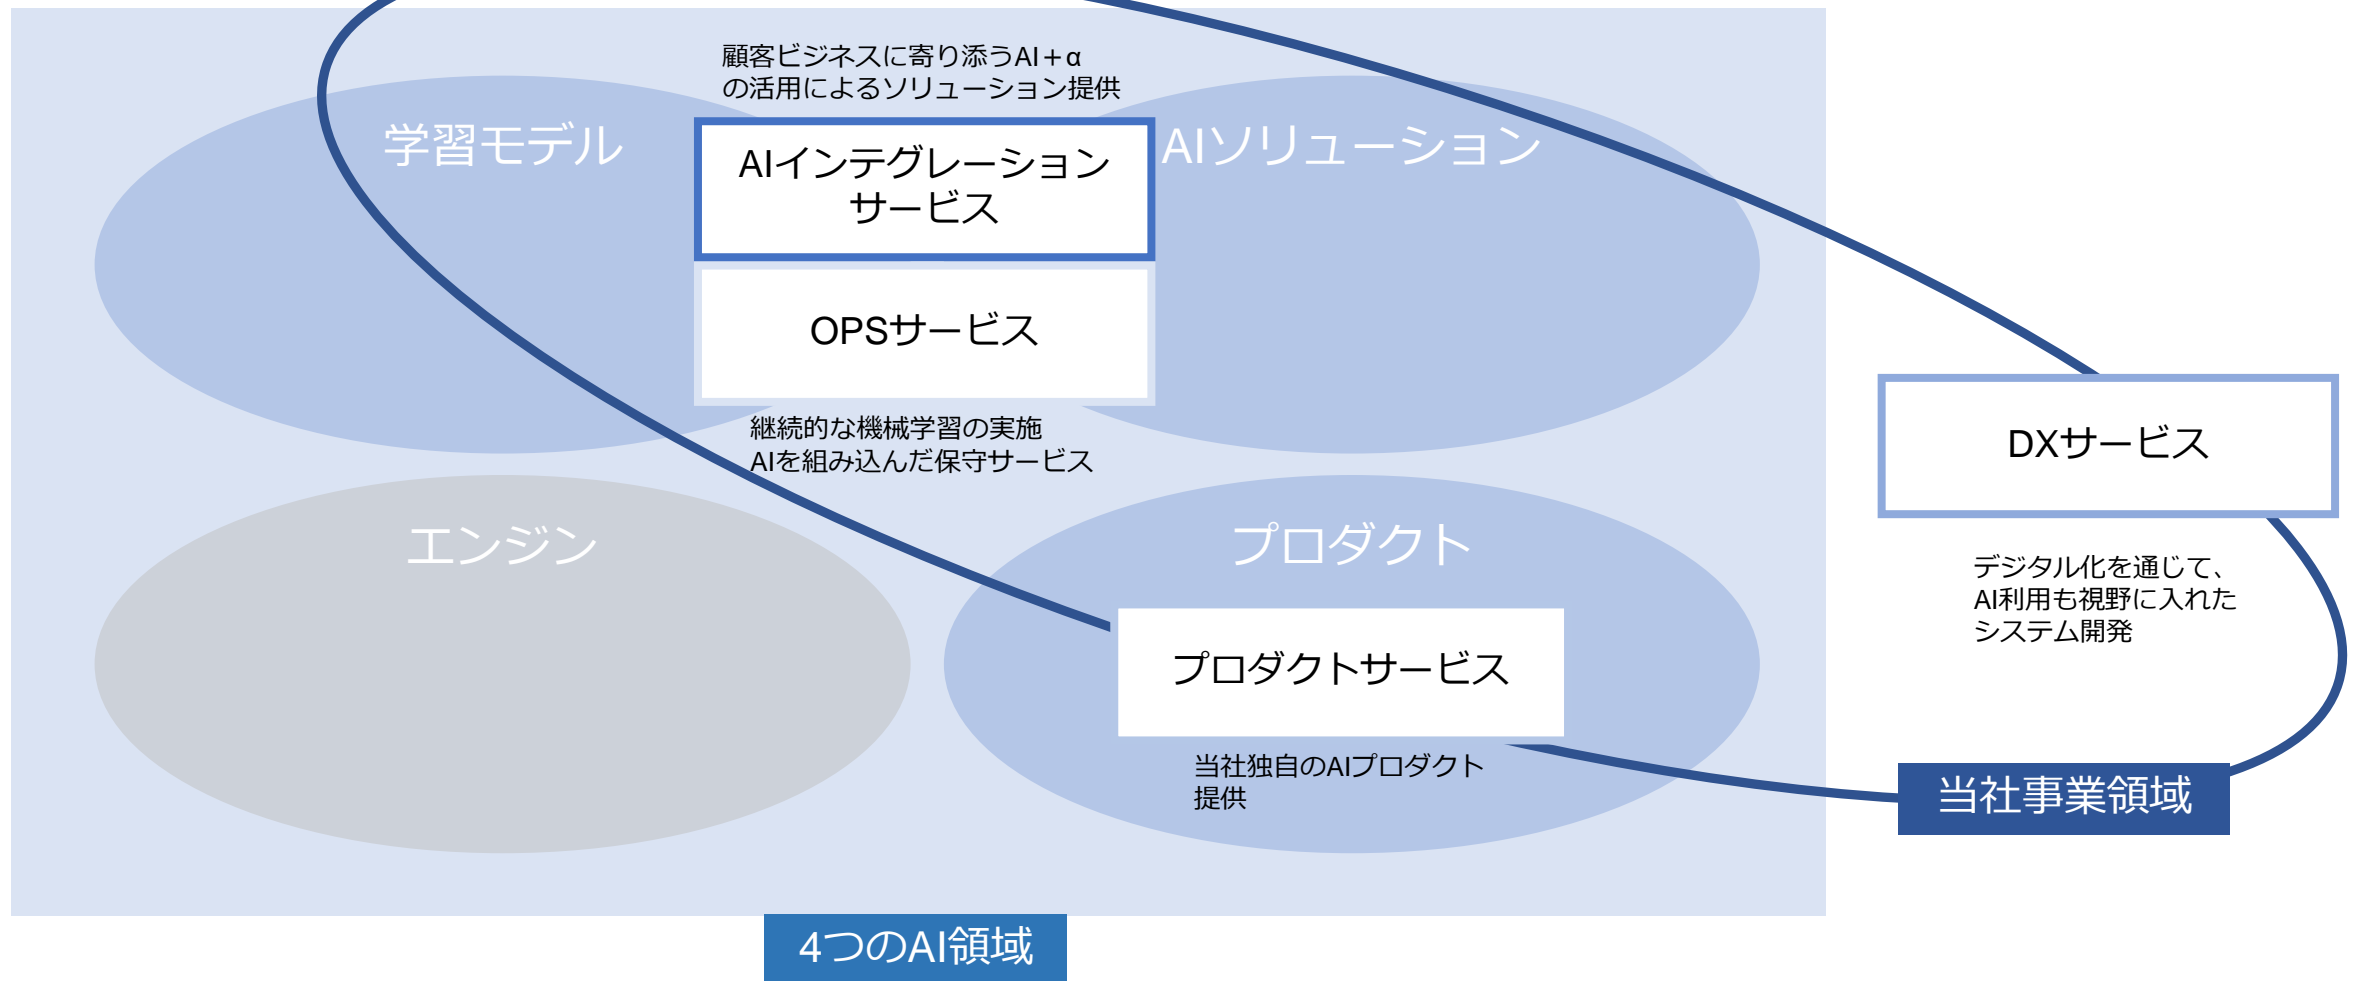 顧客ビジネスに寄り添うAI＋α
の活用によるソリューション提供
学習モデル
AIインテグレーション
サービス
AIソリューション
OPSサービス
継続的な機械学習の実施
AIを組み込んだ保守サービス
DXサービス
デジタル化を通じて、
AI利用も視野に入れた
システム開発
エンジン
プロダクト
プロダクトサービス
当社独自のAIプロダクト
提供
当社事業領域
4つのAI領域